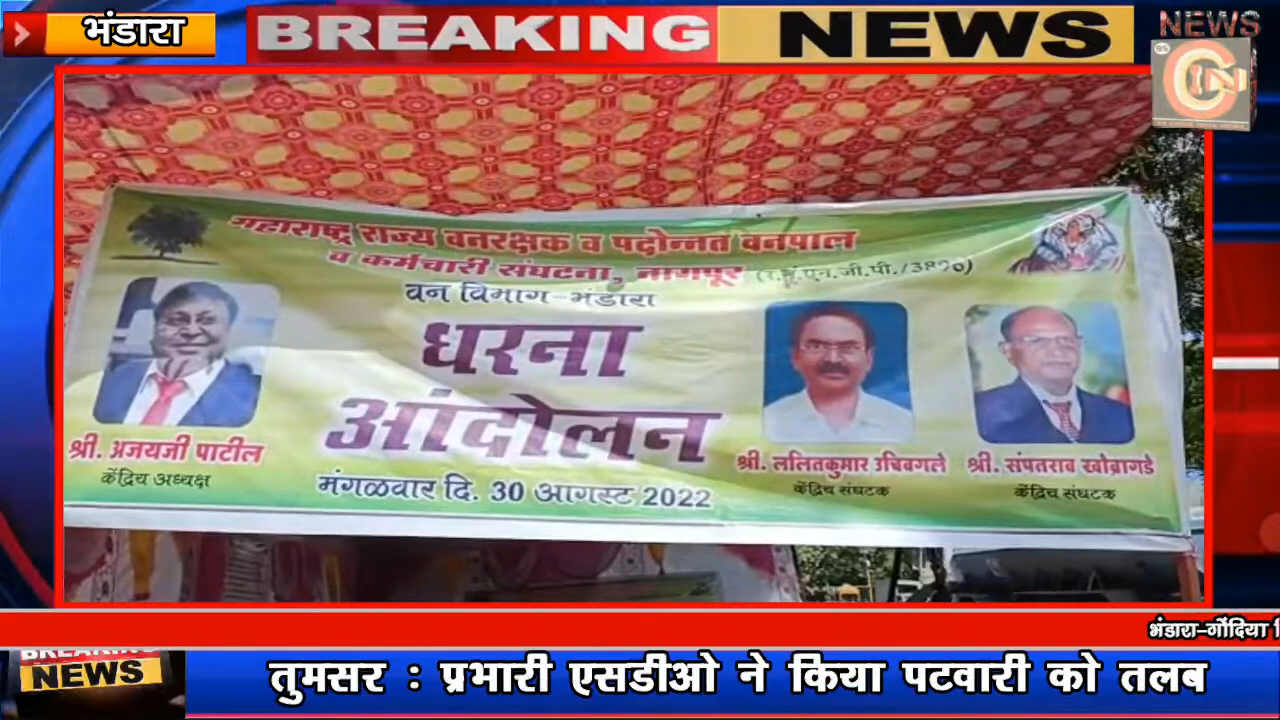 भंडारा
BREAKING NEWS
NEWS
GIN
महाराष्ट्र राज्य वनरक्षक व पदोन्नत वनपाल
व कर्मचारी संघटना, नागपूर
वन विभाग-भंडारा
धरना
आंदोलन
मंगळवार दि. 30 आगस्ट 2022
श्री. अजयजी पाटील
केंद्रिय अध्यक्ष
श्री. ललितकुमार उचिबगले
केंद्रिय संघटक
श्री. संपतराव खोब्रागडे
केंद्रिय संघटक
भंडारा-गोंदिया
BREAKING
NEWS
तुमसर : प्रभारी एसडीओ ने किया पटवारी को तलब